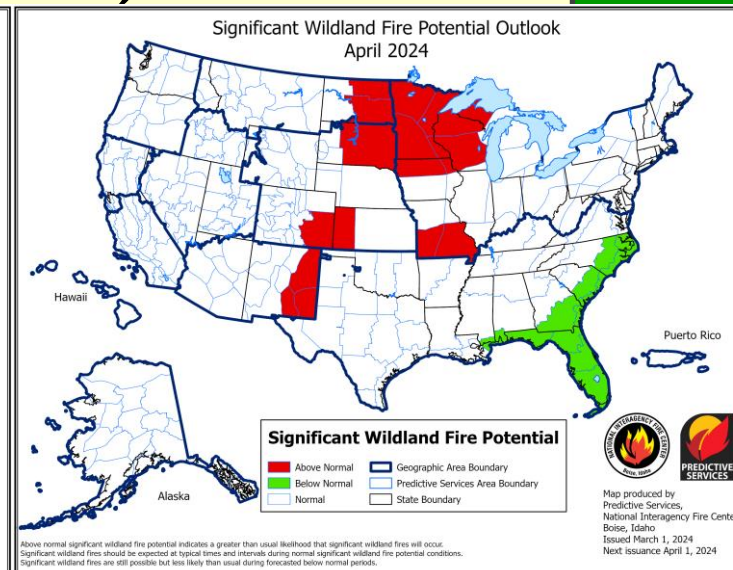 Significant Wildland Fire Potential Outlook
April 2024
Hawaii
Puerto Rico
Alaska
Significant Wildland Fire Potential
Above Normal
Geographic Area Boundary
Below Normal
Predictive Services Area Boundary
Normal
State Boundary
NATIONAL INTERAGENCY FIRE CENTER
Boise, Idaho
PREDICTIVE
SERVICES
Map produced by
Predictive Services,
National Interagency Fire Cente
Boise, Idaho
Issued March 1, 2024
Next issuance April 1, 2024
Above normal significant wildland fire potential indicates a greater than usual likelihood that significant wildland fires will occur.
Significant wildland fires should be expected at typical times and intervals during normal significant wildland fire potential conditions.
Significant wildland fires are still possible but less likely than usual during forecasted below normal periods.